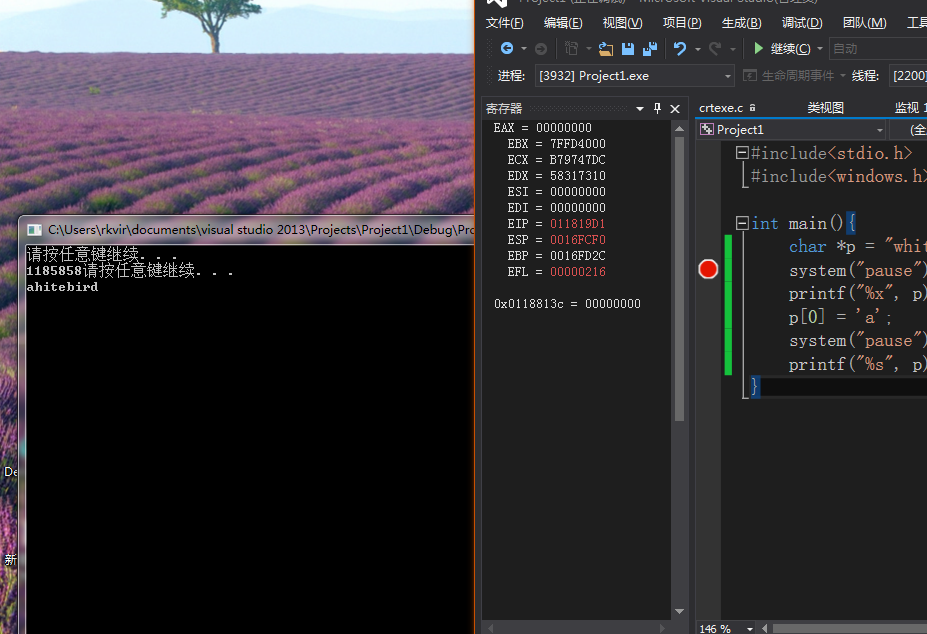 Project1 (正在调试) - Microsoft Visual Studio(管理员)
文件(F) 编辑(E) 视图(V) 项目(P) 生成(B) 调试(D) 团队(M) 工具
继续(C) 自动
进程: [3932] Project1.exe 生命周期事件 线程: [2200]
寄存器
EAX = 00000000
EBX = 7FFD4000
ECX = B79747DC
EDX = 58317310
ESI = 00000000
EDI = 00000000
EIP = 011819D1
ESP = 0016FCF0
EBP = 0016FD2C
EFL = 00000216
0x0118813c = 00000000
crtexe.c 类视图 监视 1
Project1 (全
#include<stdio.h>
#include<windows.h>
int main(){
char *p = "whit
system("pause")
printf("%x", p)
p[0] = 'a';
system("pause")
printf("%s", p)
}
146 %
C:\Users\rkvir\documents\visual studio 2013\Projects\Project1\Debug\Pro
请按任意键继续. . .
1185858请按任意键继续. . .
ahitebird
De
新